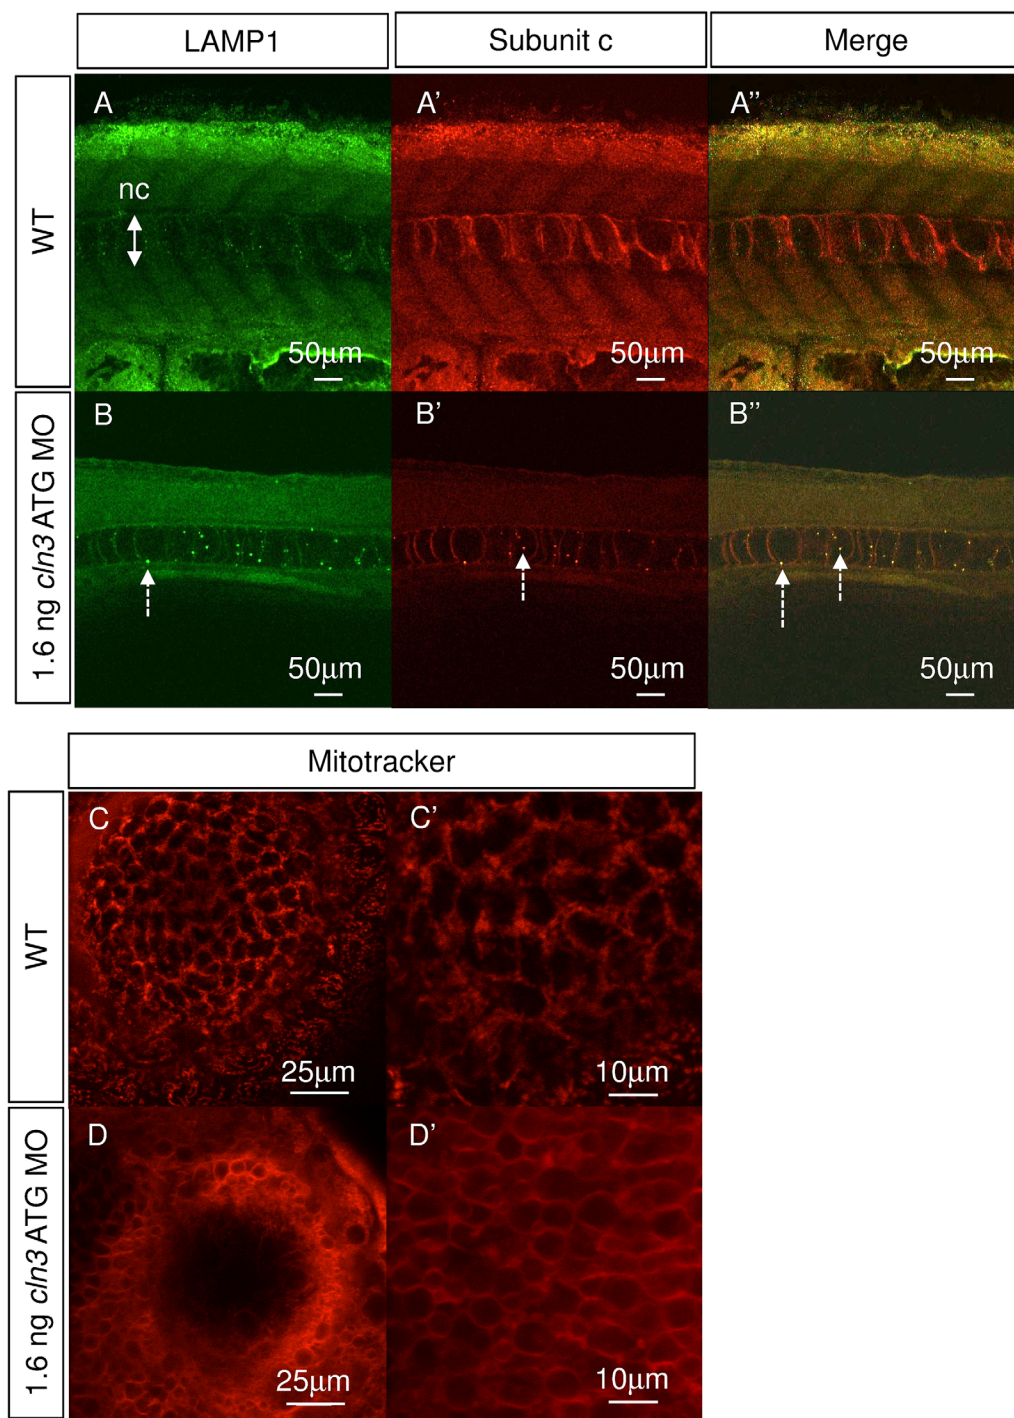 LAMP1 Subunit c Merge
WT
A A’ A’’
nc
50µm 50µm 50µm
1.6 ng cln3 ATG MO
B B’ B’’
50µm 50µm 50µm
Mitotracker
WT
C C’
25µm 10µm
1.6 ng cln3 ATG MO
D D’
25µm 10µm